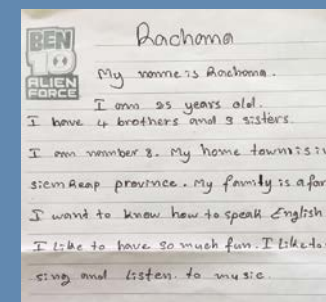 BEN
10
ALIEN
FORCE
Rachana
My name is Rachana.
I am 25 years old.
I have 4 brothers and 3 sisters.
I am number 8. My home town is in
siem Reap province. My family is a far
I want to know how to speak English
I like to have so much fun. I like to
sing and listen. to music.